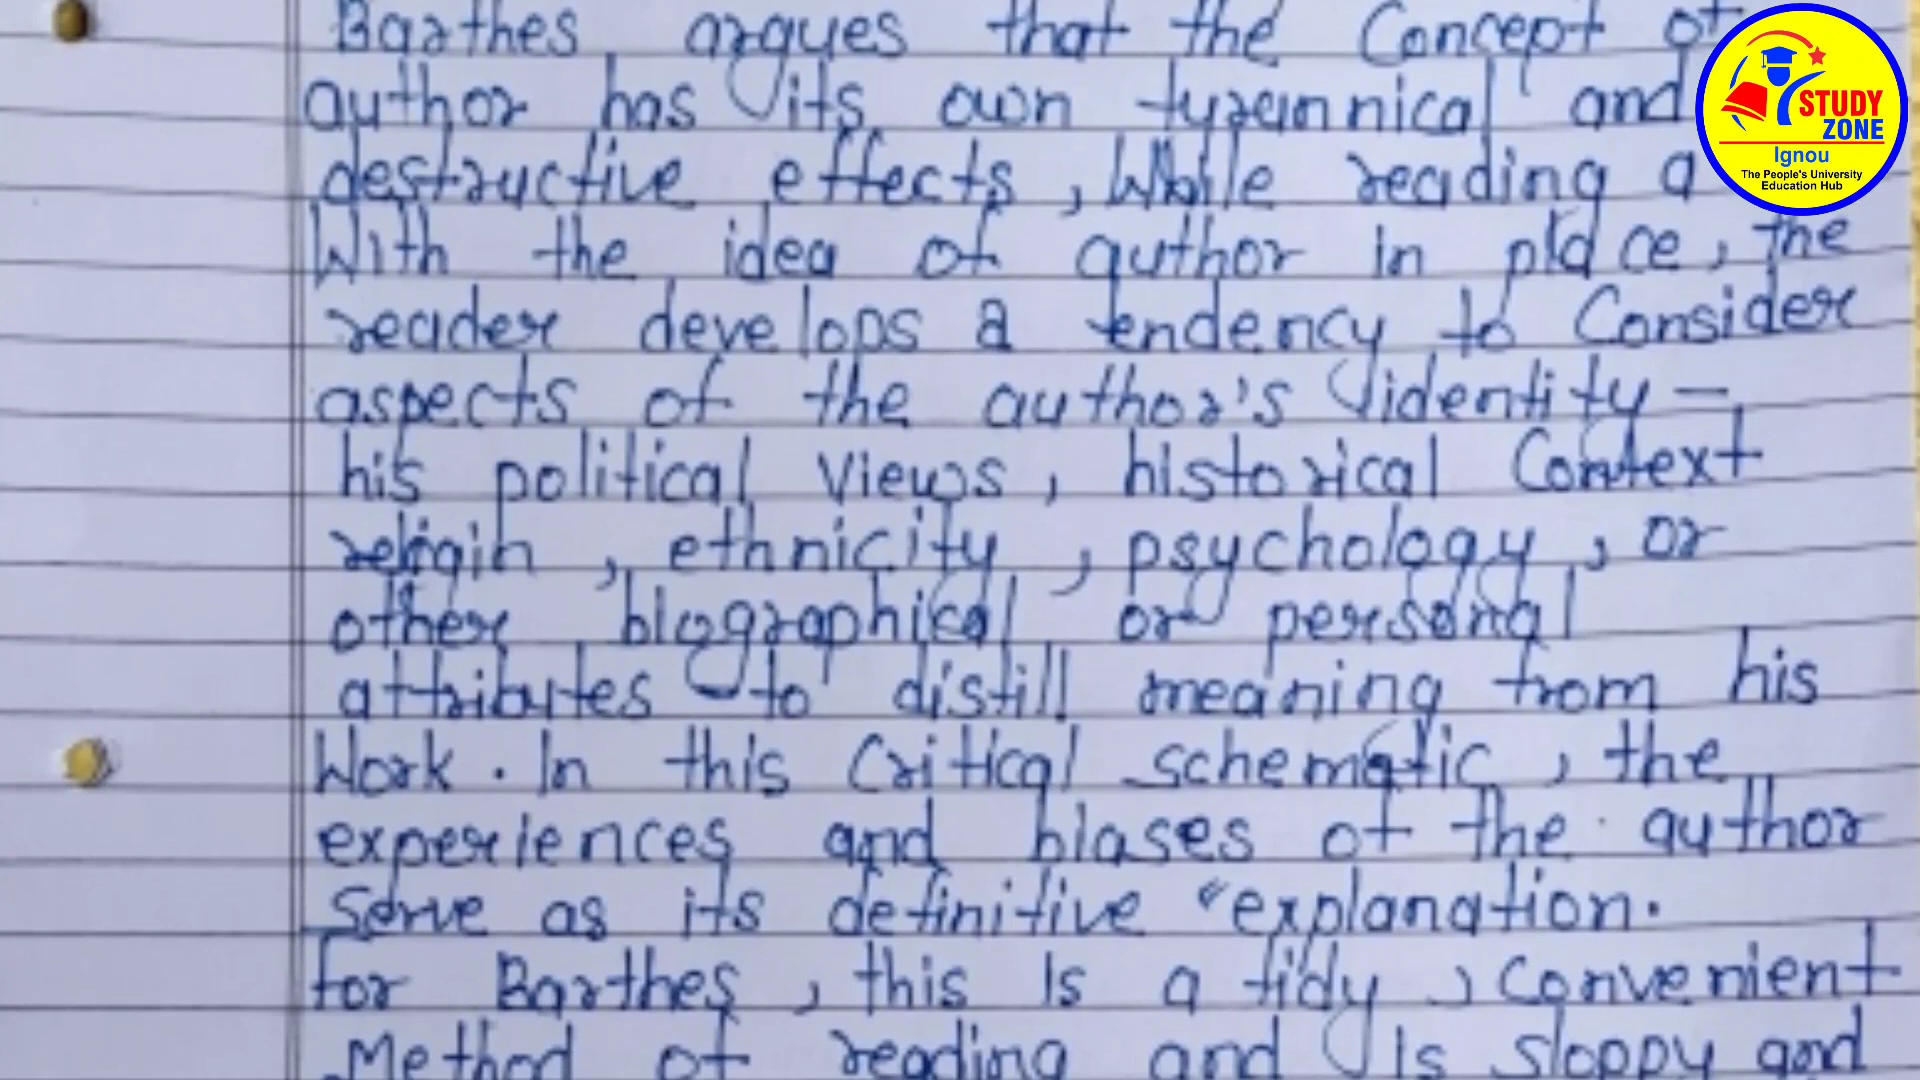 Barthes argues that the Concept of
author has its own tyrannical and
destructive effects, While reading a
With the idea of author in place, the
reader develops a tendency to Consider
aspects of the author's identity –
his political views, historical Context
religin, ethnicity, psychology, or
other biographical or personal
attributes to distill meaning from his
Work. In this Critical schematic, the
experiences and biases of the author
serve as its definitive "explanation.
for Barthes, this is a tidy, convenient
Method of reading and is sloppy and
STUDY
ZONE
Ignou
The People's University
Education Hub